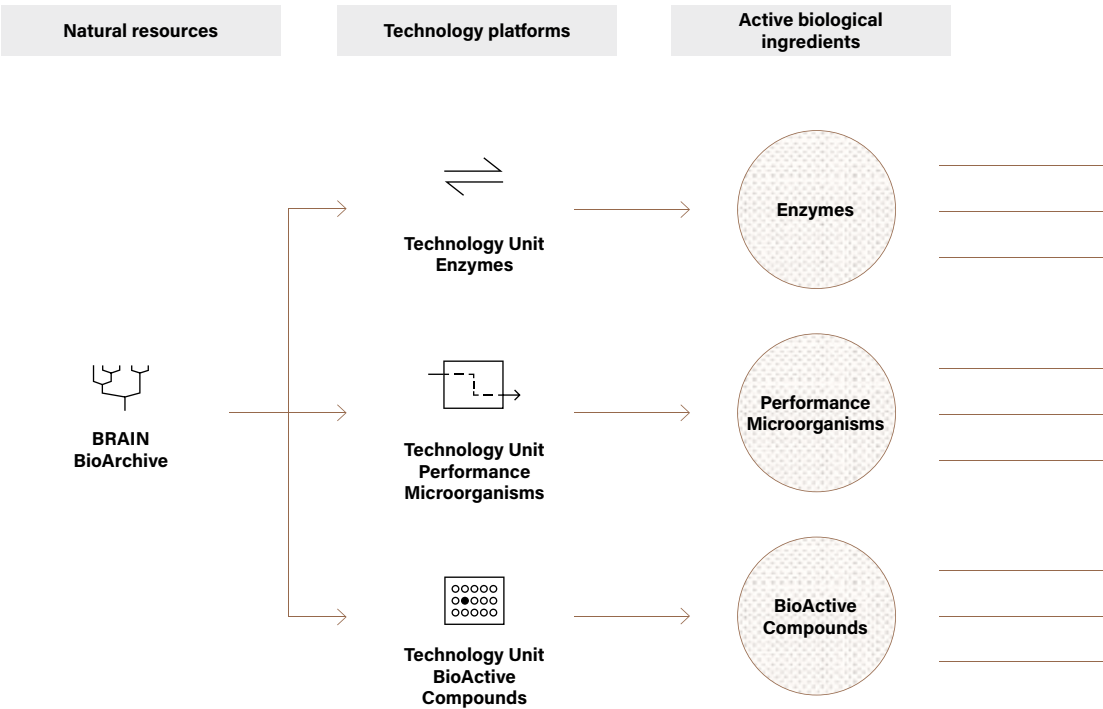 Natural resources
Technology platforms
Active biological
ingredients
Technology Unit
Enzymes
Enzymes
BRAIN
BioArchive
Technology Unit
Performance
Microorganisms
Performance
Microorganisms
Technology Unit
BioActive
Compounds
BioActive
Compounds